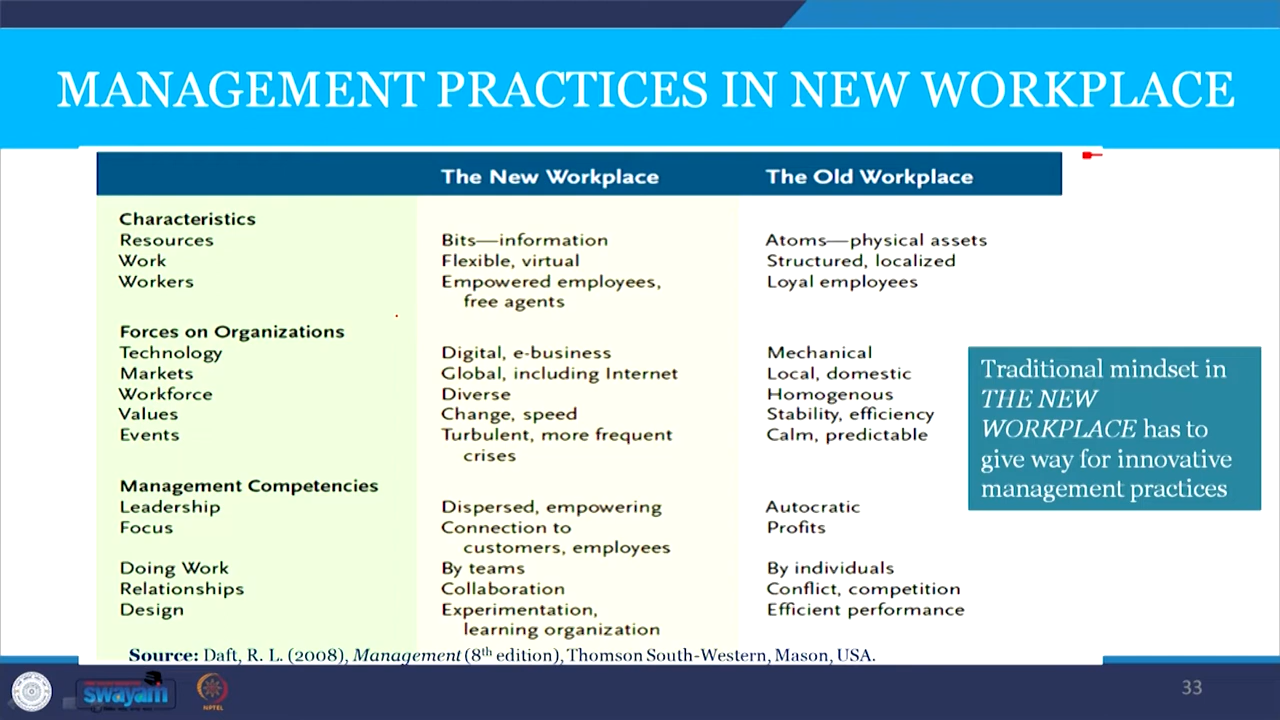 MANAGEMENT PRACTICES IN NEW WORKPLACE
The New Workplace The Old Workplace
Characteristics
Resources Bits—information Atoms—physical assets
Work Flexible, virtual Structured, localized
Workers Empowered employees, Loyal employees
free agents
Forces on Organizations
Technology Digital, e-business Mechanical
Markets Global, including Internet Local, domestic
Workforce Diverse Homogenous
Values Change, speed Stability, efficiency
Events Turbulent, more frequent Calm, predictable
crises
Management Competencies
Leadership Dispersed, empowering Autocratic
Focus Connection to Profits
customers, employees
Doing Work By teams By individuals
Relationships Collaboration Conflict, competition
Design Experimentation, Efficient performance
learning organization
Traditional mindset in
THE NEW
WORKPLACE has to
give way for innovative
management practices
Source: Daft, R. L. (2008), Management (8th edition), Thomson South-Western, Mason, USA.
swayam
NPTEL
33